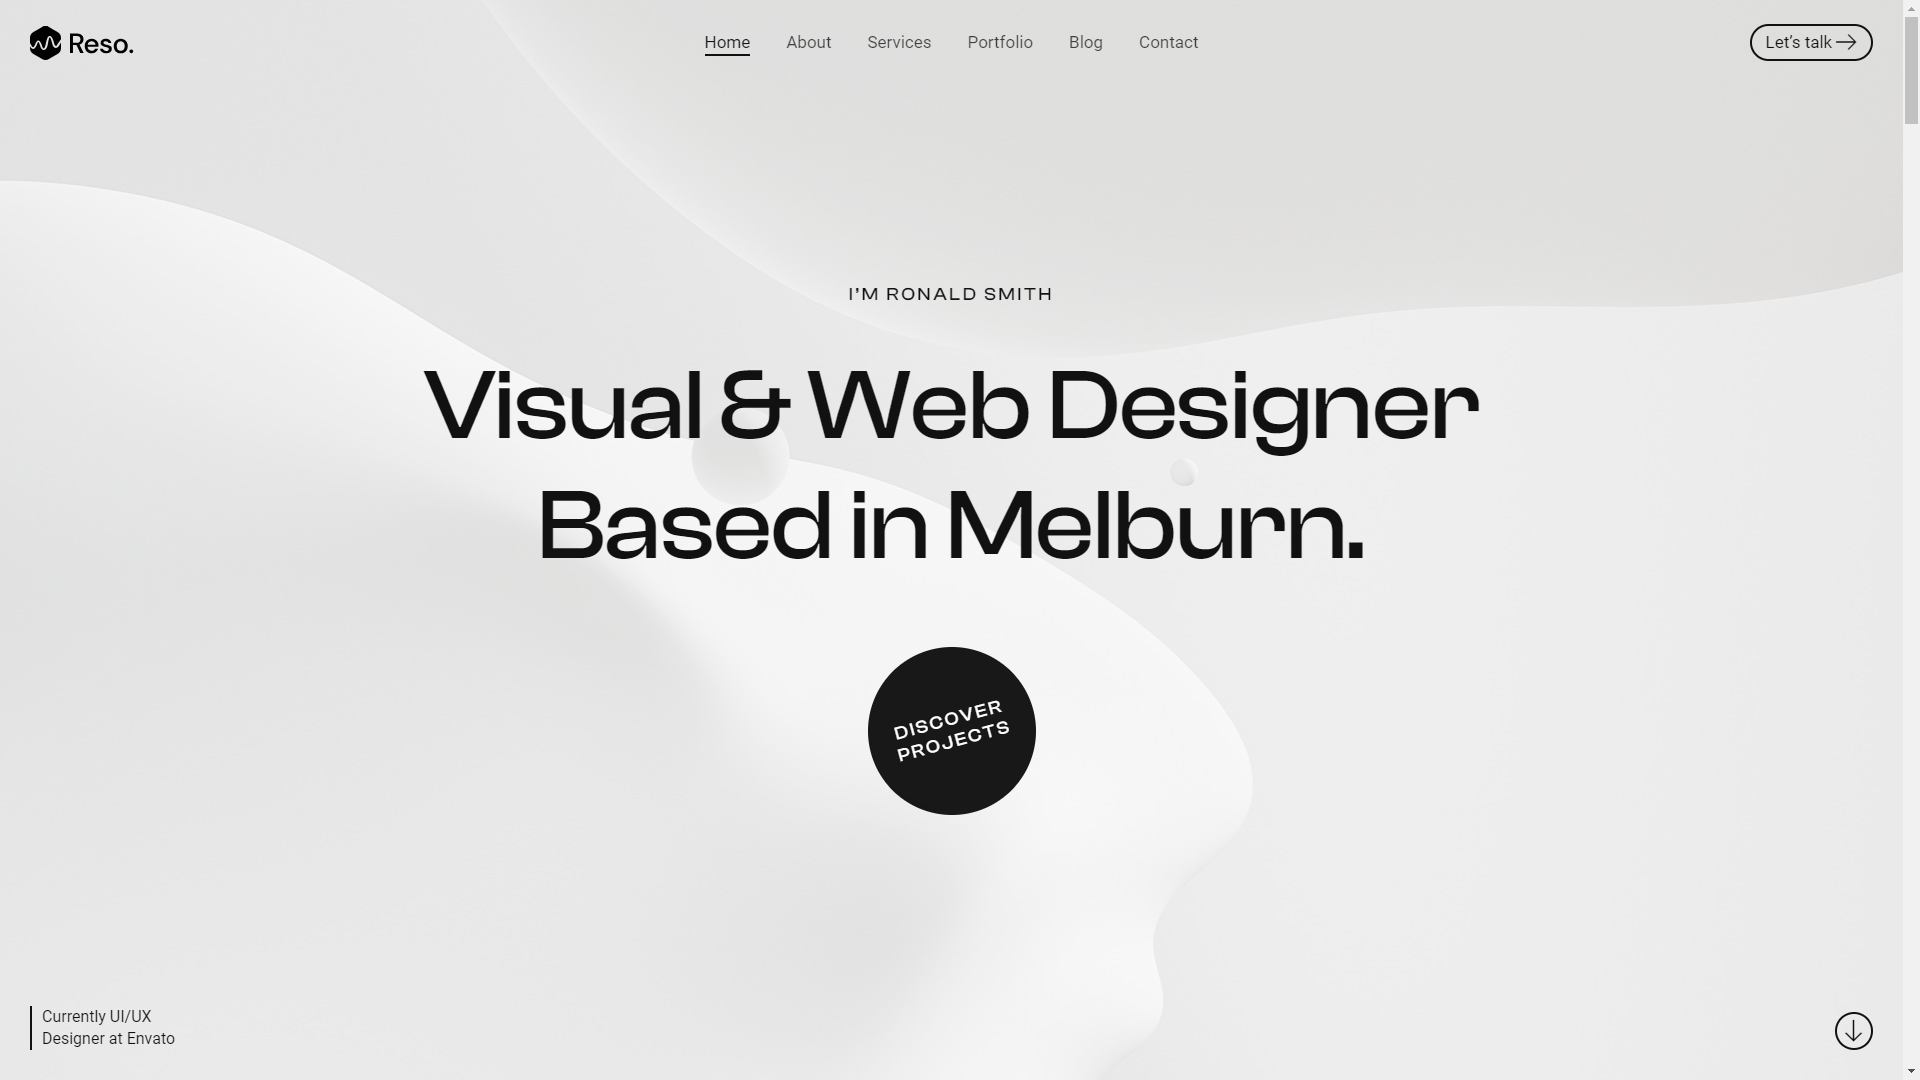 Reso.
Home
About
Services
Portfolio
Blog
Contact
Let's talk
I'M RONALD SMITH
Visual & Web Designer
Based in Melburn.
DISCOVER
PROJECTS
Currently UI/UX
Designer at Envato